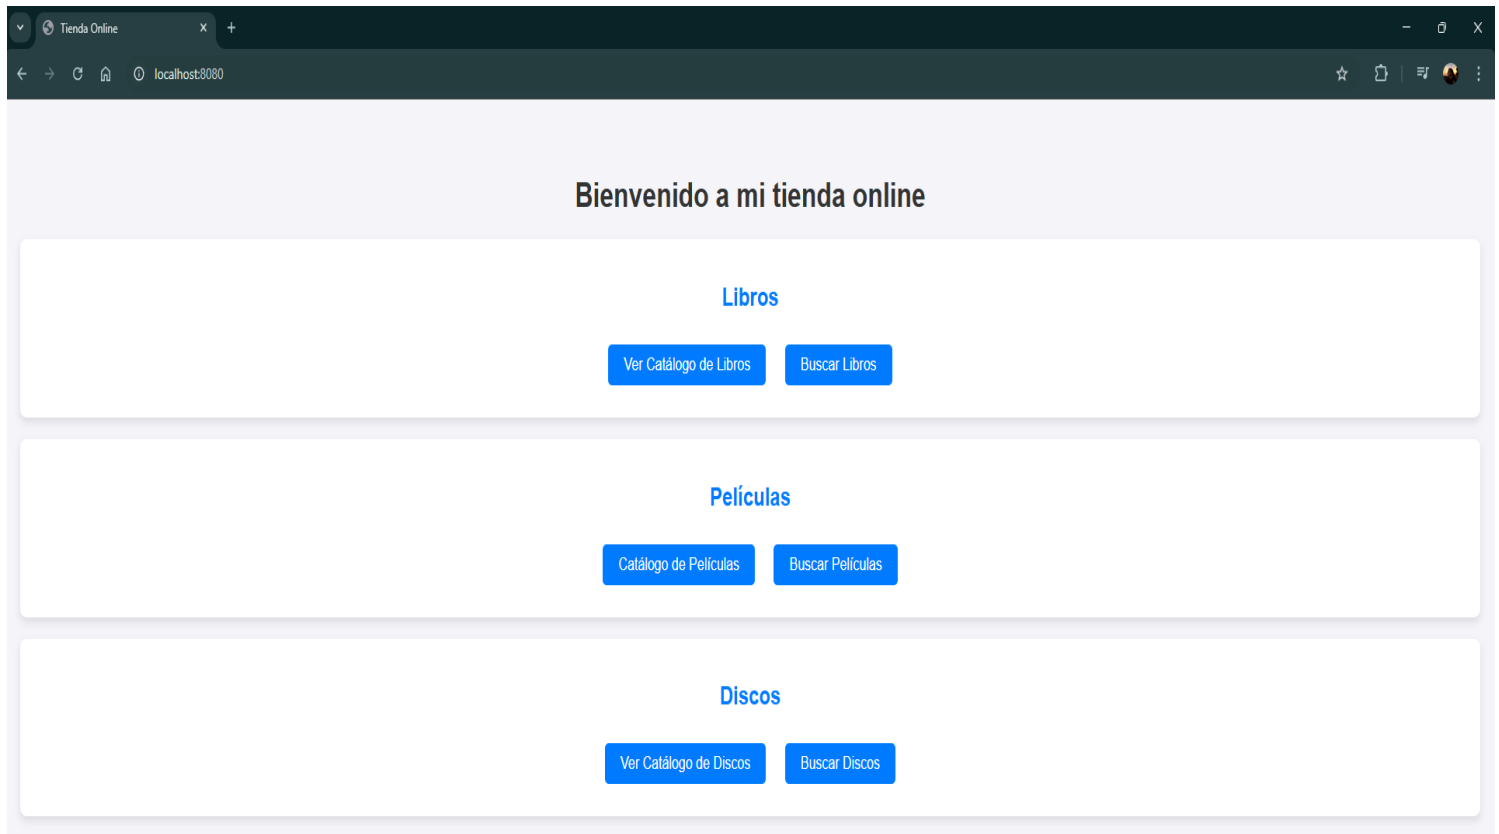 Tienda Online
localhost:8080
Bienvenido a mi tienda online
Libros
Ver Catálogo de Libros Buscar Libros
Películas
Catálogo de Películas Buscar Películas
Discos
Ver Catálogo de Discos Buscar Discos